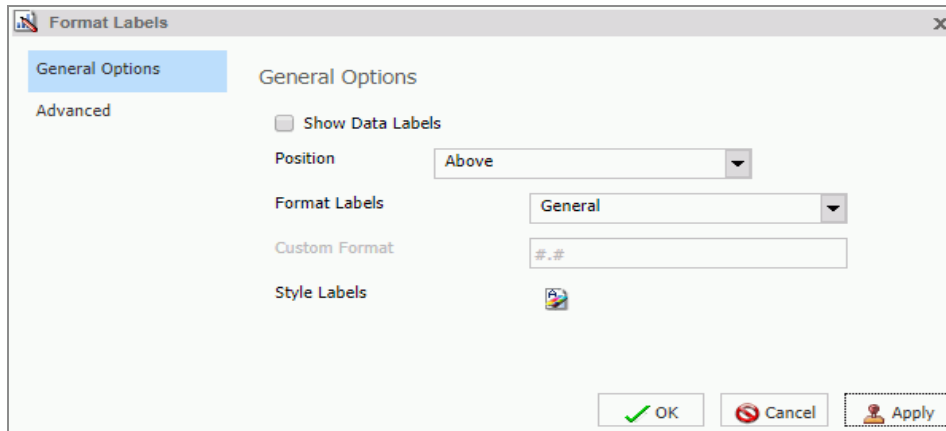 Format Labels
x
General Options
Advanced
General Options
Show Data Labels
Position
Above
Format Labels
General
Custom Format
#.#
Style Labels
OK
Cancel
Apply